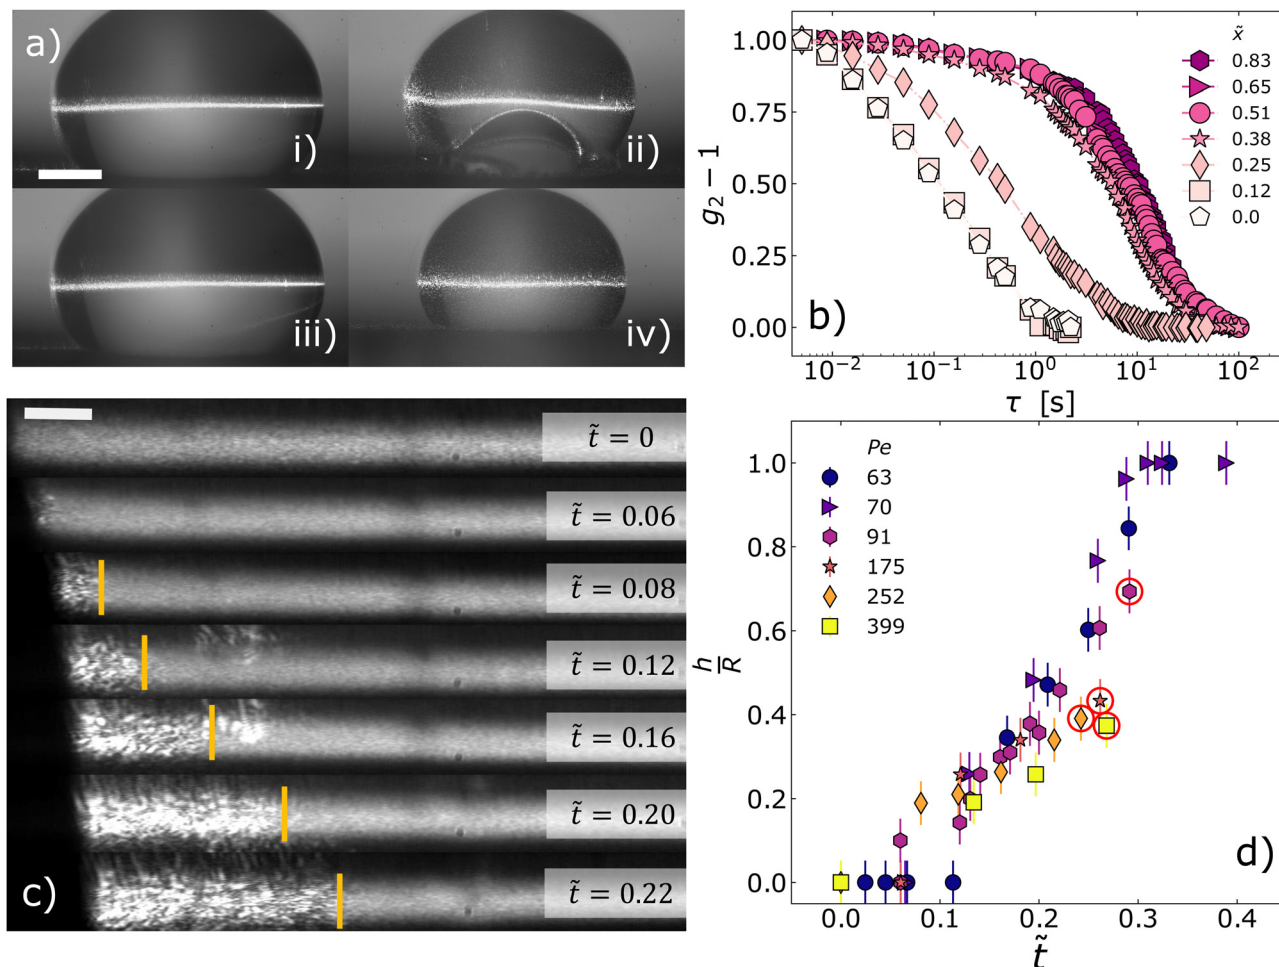 a)
i)
ii)
iii)
iv)
1.00
0.75
0.50
0.25
0.00
g₂ − 1
x̃
0.83
0.65
0.51
0.38
0.25
0.12
0.0
b)
10⁻² 10⁻¹ 10⁰ 10¹ 10²
τ [s]
t̃ = 0
t̃ = 0.06
t̃ = 0.08
t̃ = 0.12
t̃ = 0.16
t̃ = 0.20
t̃ = 0.22
c)
1.0
0.8
0.6
0.4
0.2
0.0
h/R
Pe
63
70
91
175
252
399
d)
0.0 0.1 0.2 0.3 0.4
t̃